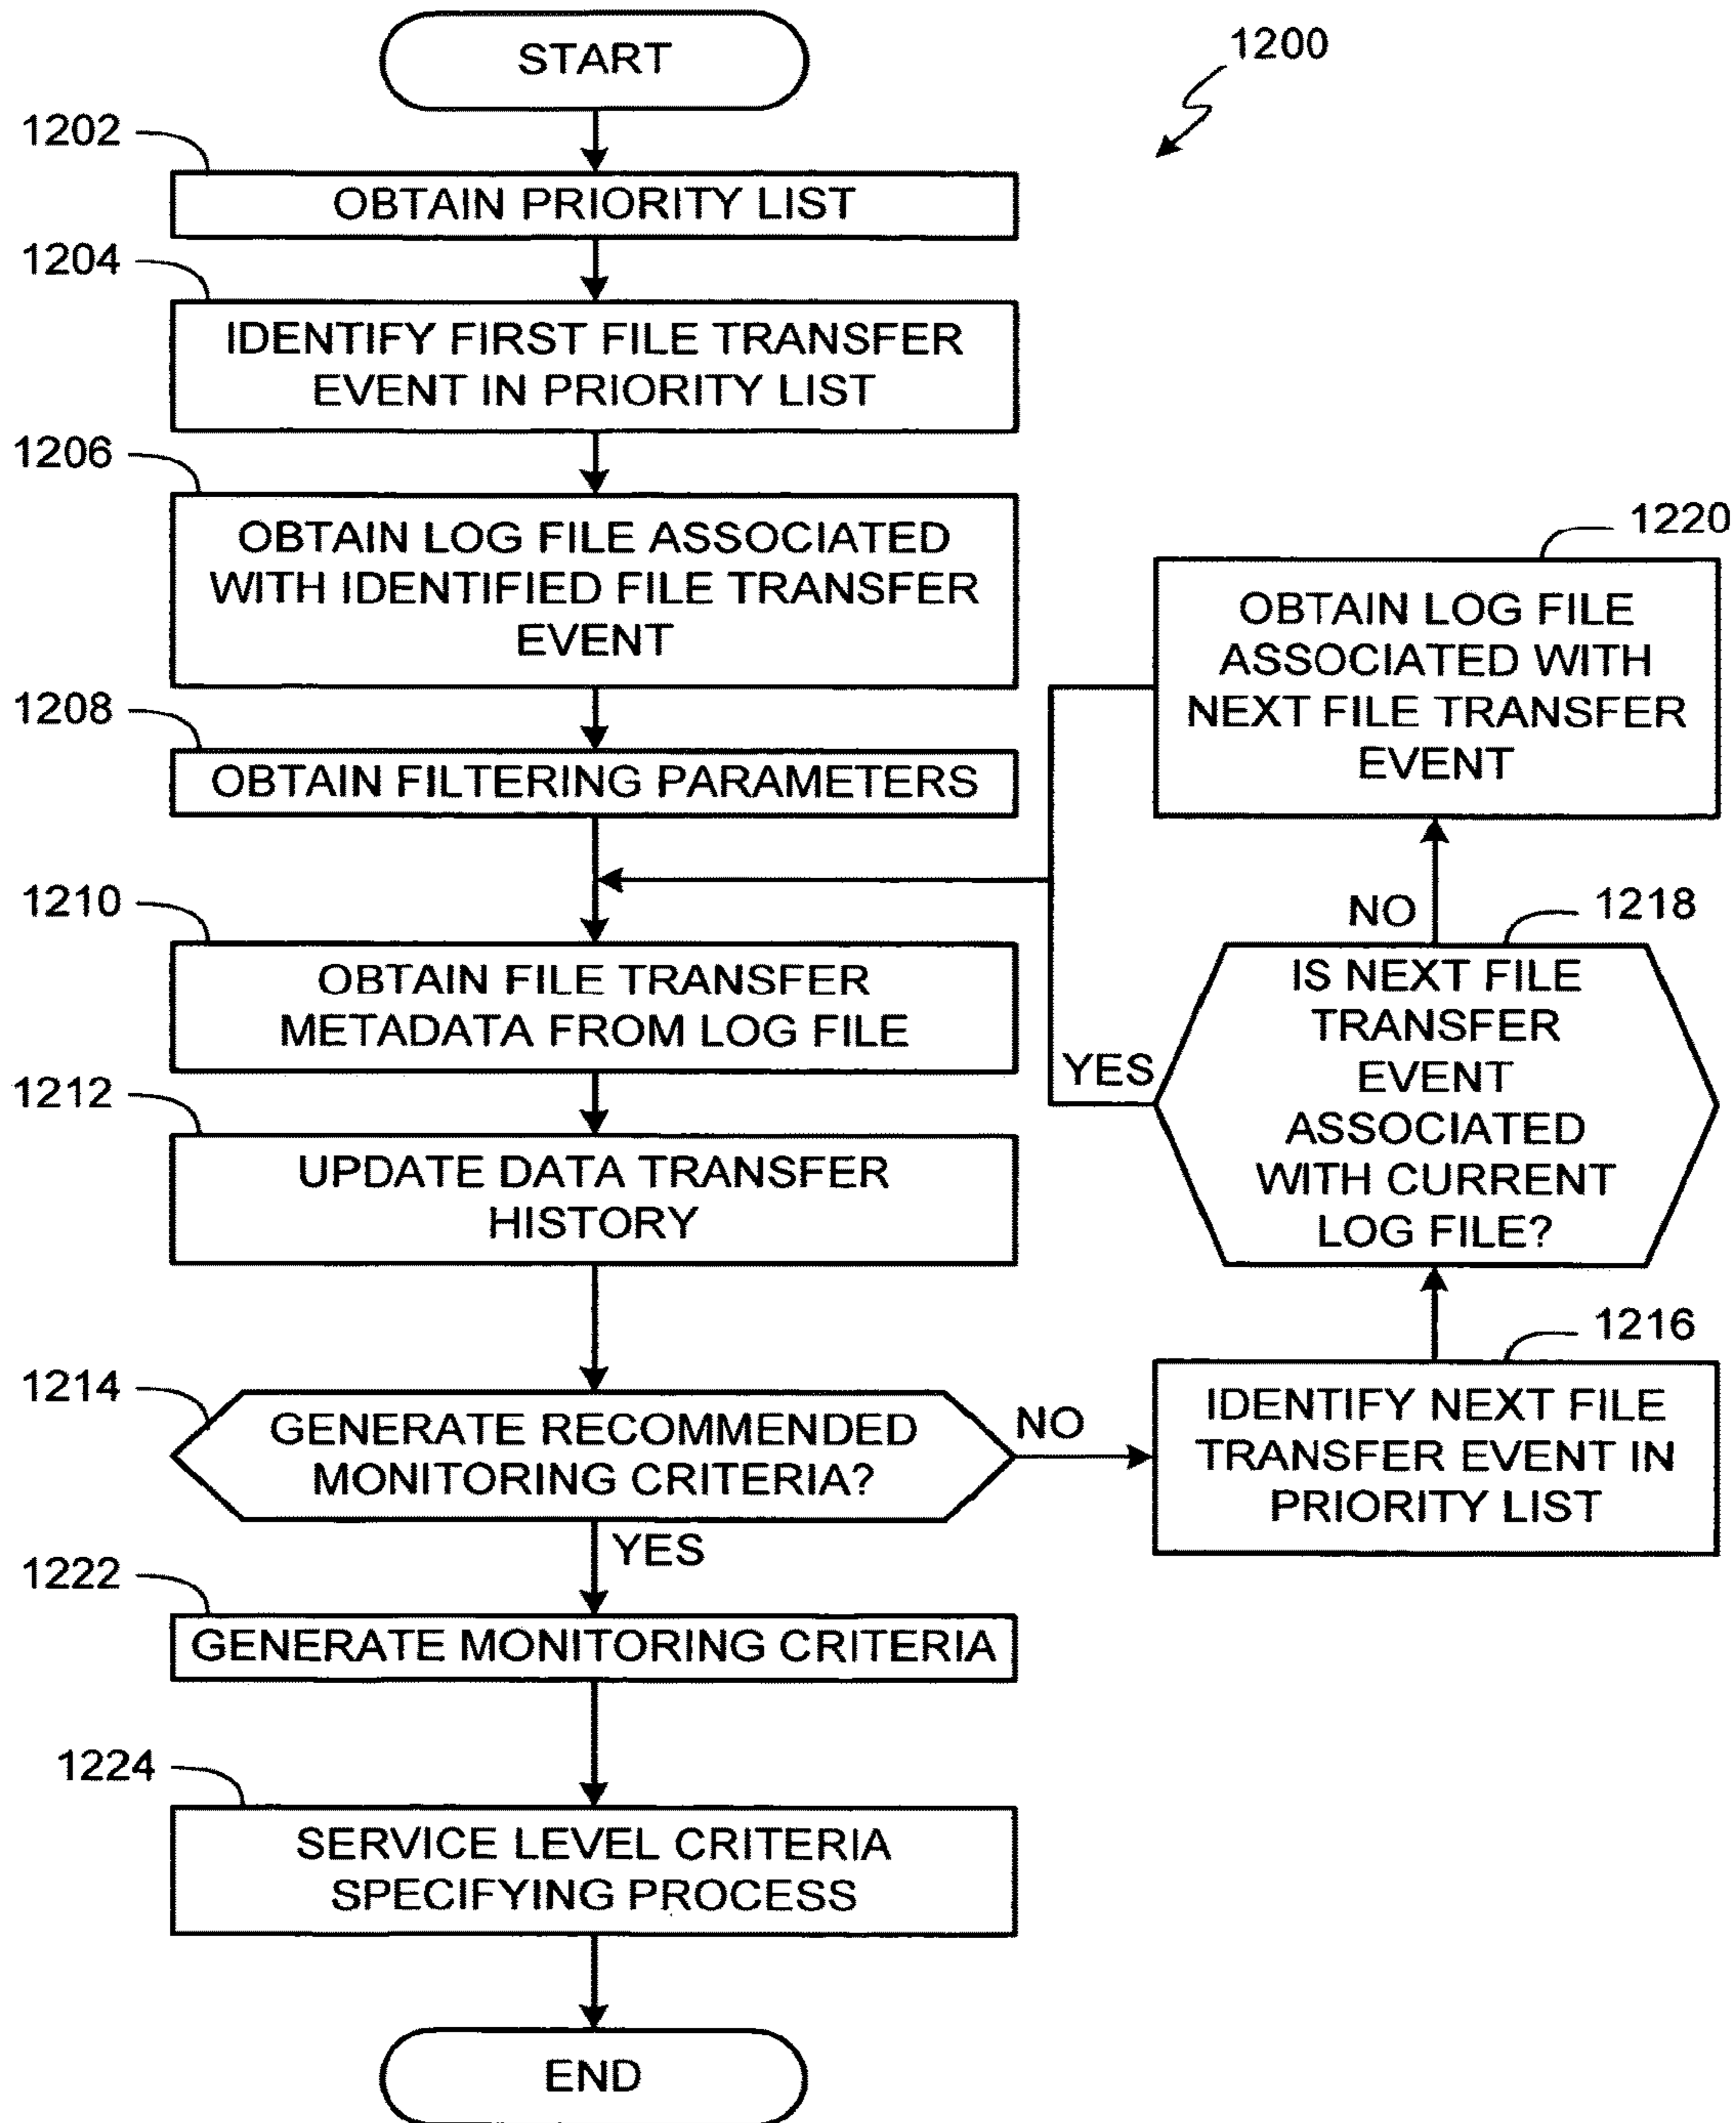 START
1200
1202
OBTAIN PRIORITY LIST
1204
IDENTIFY FIRST FILE TRANSFER
EVENT IN PRIORITY LIST
1206
OBTAIN LOG FILE ASSOCIATED
WITH IDENTIFIED FILE TRANSFER
EVENT
1208
OBTAIN FILTERING PARAMETERS
1210
OBTAIN FILE TRANSFER
METADATA FROM LOG FILE
1212
UPDATE DATA TRANSFER
HISTORY
1214
GENERATE RECOMMENDED
MONITORING CRITERIA?
NO
YES
1216
IDENTIFY NEXT FILE
TRANSFER EVENT IN
PRIORITY LIST
1218
IS NEXT FILE
TRANSFER
EVENT
ASSOCIATED
WITH CURRENT
LOG FILE?
YES
NO
1220
OBTAIN LOG FILE
ASSOCIATED WITH
NEXT FILE TRANSFER
EVENT
1222
GENERATE MONITORING CRITERIA
1224
SERVICE LEVEL CRITERIA
SPECIFYING PROCESS
END